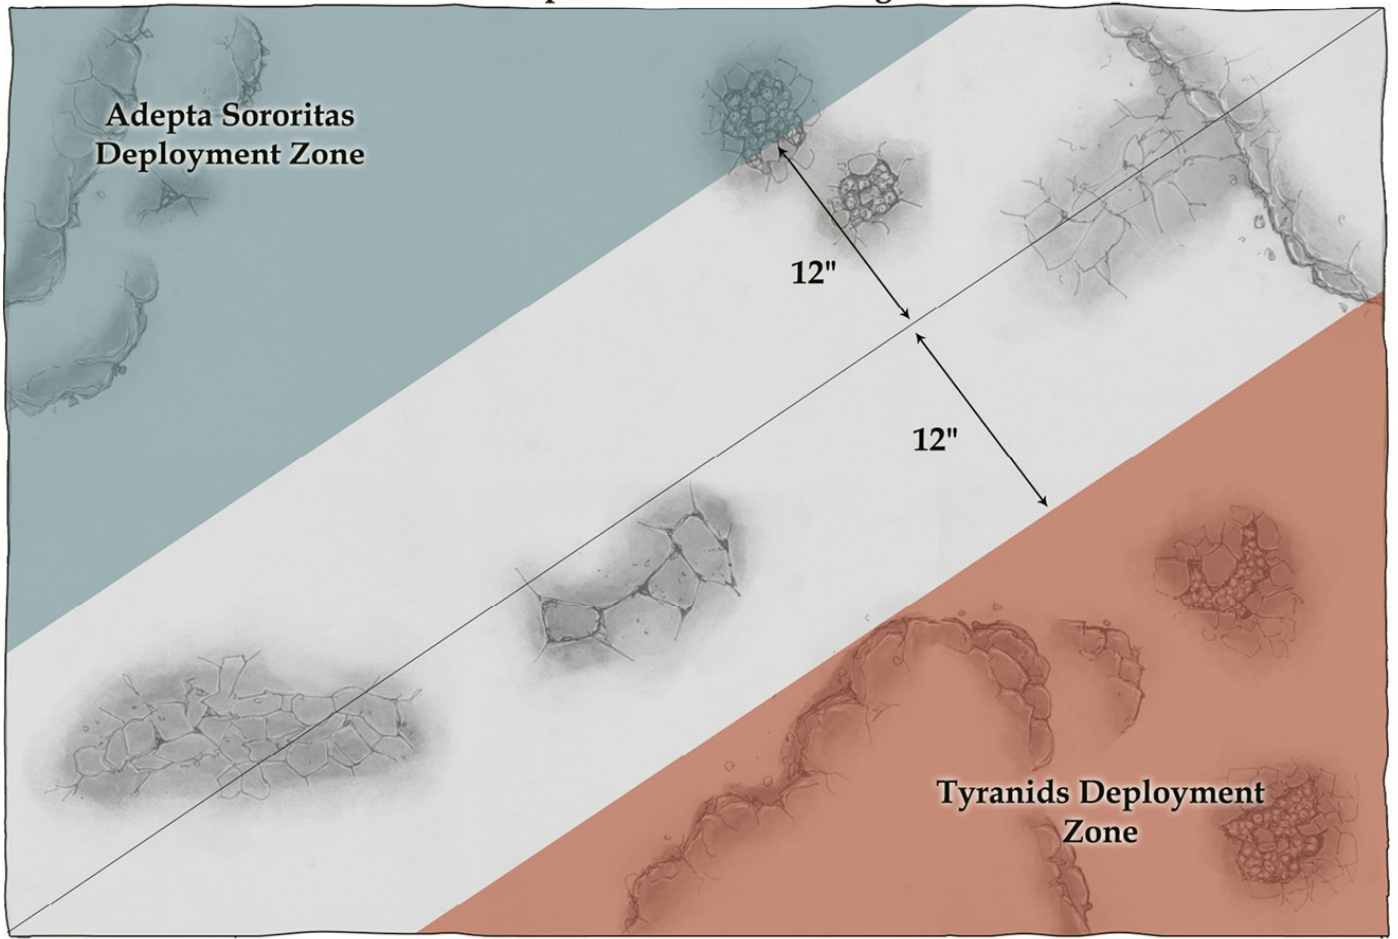 Adepta Sororitas
Deployment Zone
12"
12"
Tyranids Deployment
Zone